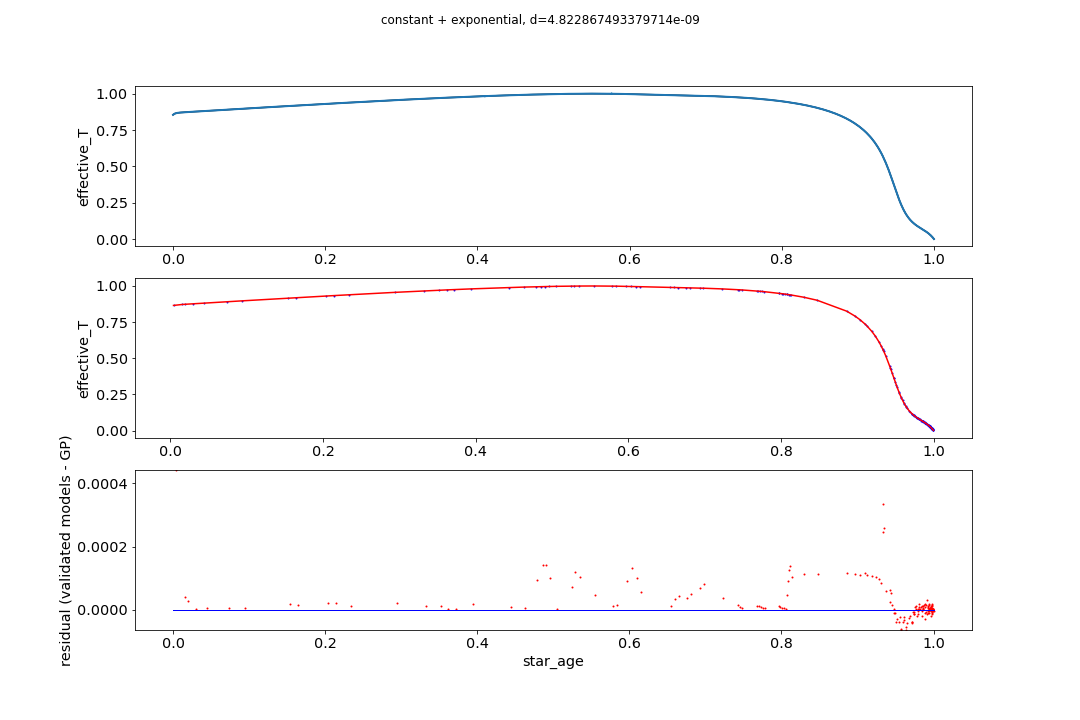 constant + exponential, d=4.822867493379714e-09
effective_T
1.00
0.75
0.50
0.25
0.00
0.0 0.2 0.4 0.6 0.8 1.0
effective_T
1.00
0.75
0.50
0.25
0.00
0.0 0.2 0.4 0.6 0.8 1.0
residual (validated models - GP)
0.0004
0.0002
0.0000
0.0 0.2 0.4 0.6 0.8 1.0
star_age